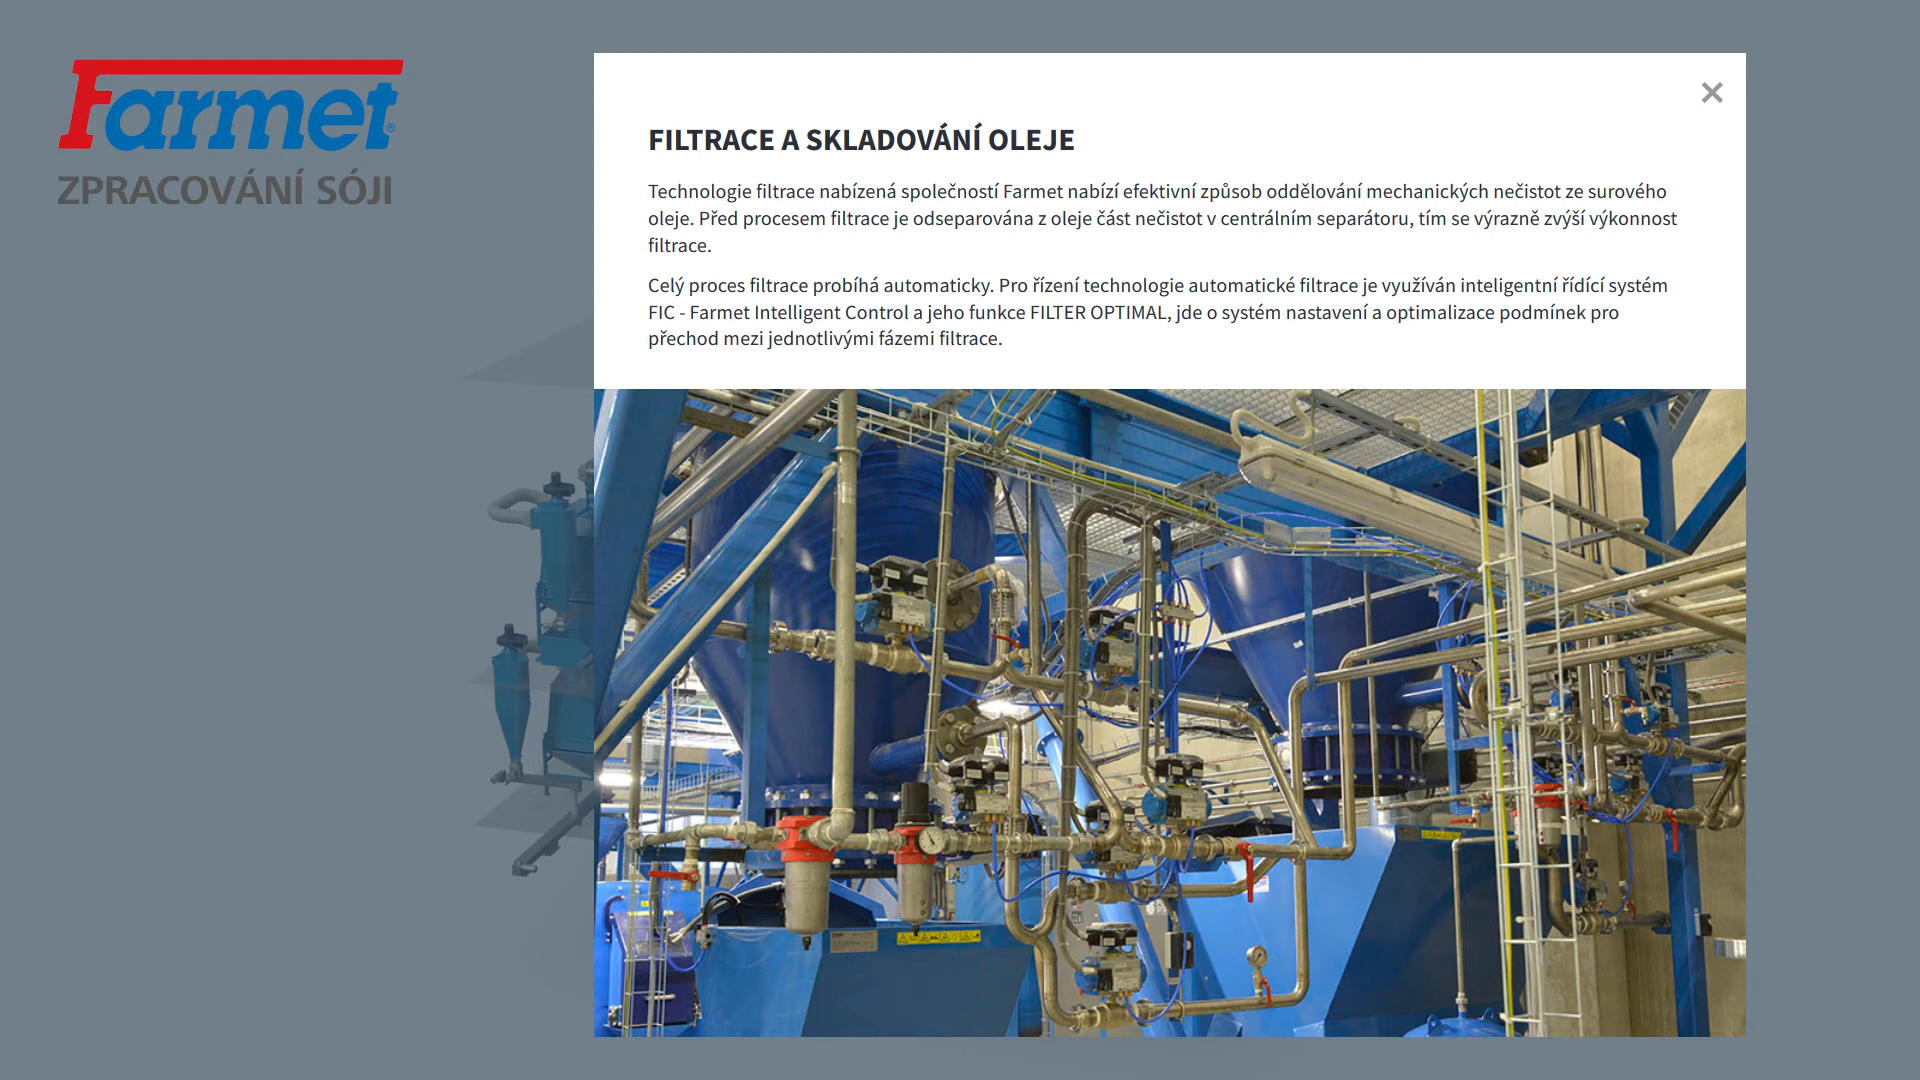 Farmet®
ZPRACOVÁNÍ SÓJI
FILTRACE A SKLADOVÁNÍ OLEJE
Technologie filtrace nabízená společností Farmet nabízí efektivní způsob oddělování mechanických nečistot ze surového
oleje. Před procesem filtrace je odseparována z oleje část nečistot v centrálním separátoru, tím se výrazně zvýší výkonnost
filtrace.
Celý proces filtrace probíhá automaticky. Pro řízení technologie automatické filtrace je využíván inteligentní řídící systém
FIC - Farmet Intelligent Control a jeho funkce FILTER OPTIMAL, jde o systém nastavení a optimalizace podmínek pro
přechod mezi jednotlivými fázemi filtrace.